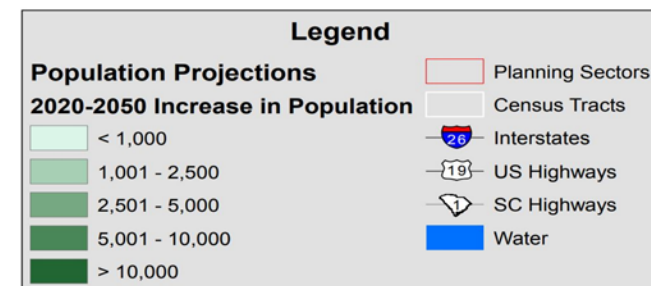 Legend
Population Projections
2020-2050 Increase in Population
< 1,000
1,001 - 2,500
2,501 - 5,000
5,001 - 10,000
> 10,000
Planning Sectors
Census Tracts
26 Interstates
19 US Highways
1 SC Highways
Water